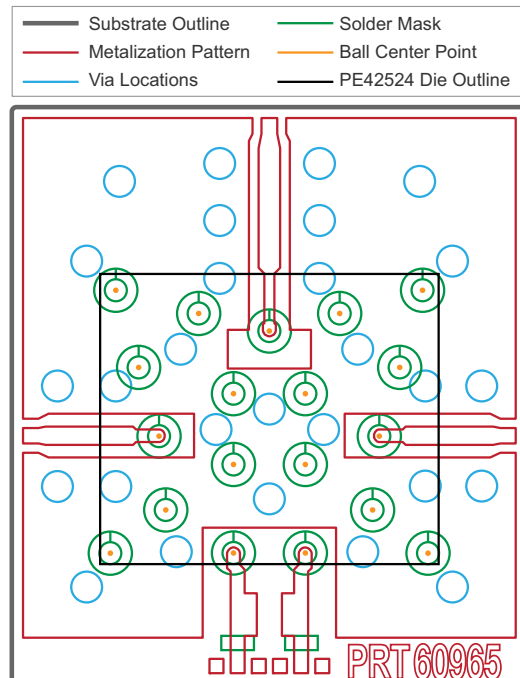 Substrate Outline
Solder Mask
Metalization Pattern
Ball Center Point
Via Locations
PE42524 Die Outline
PRT 60965